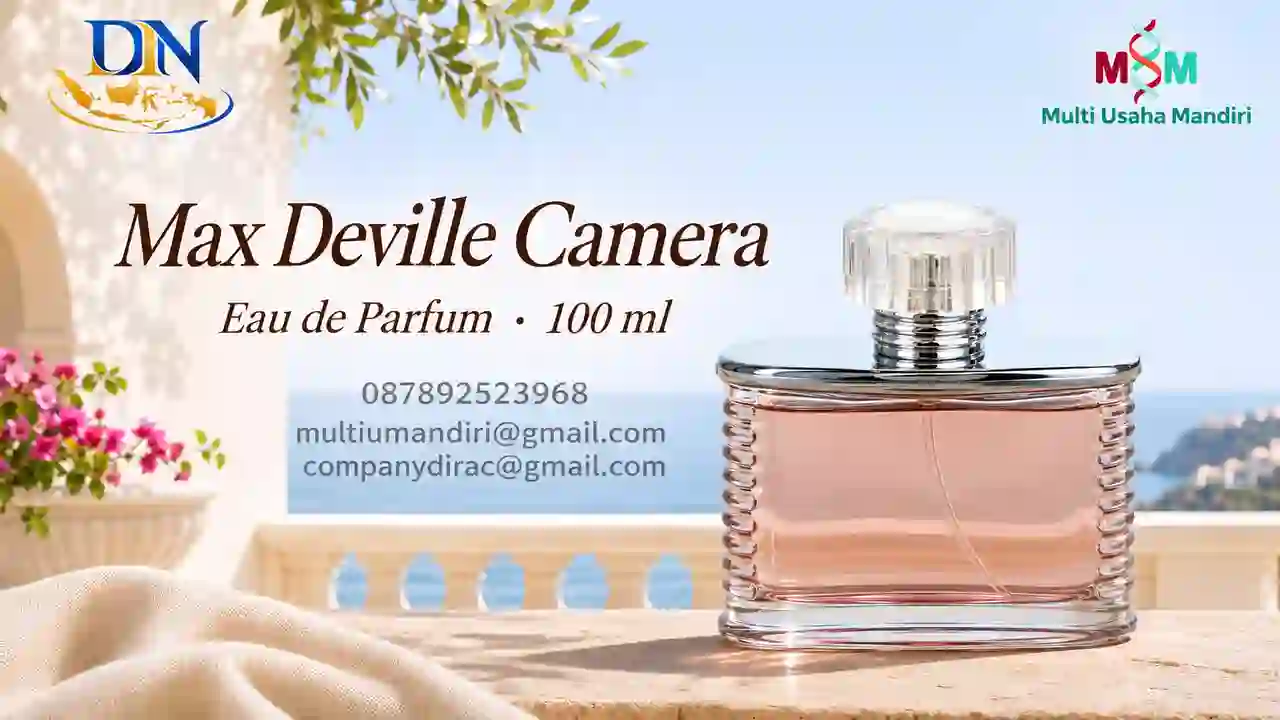 DN
MSM
Multi Usaha Mandiri
Max Deville Camera
Eau de Parfum · 100 ml
087892523968
multiumandiri@gmail.com
companydirac@gmail.com